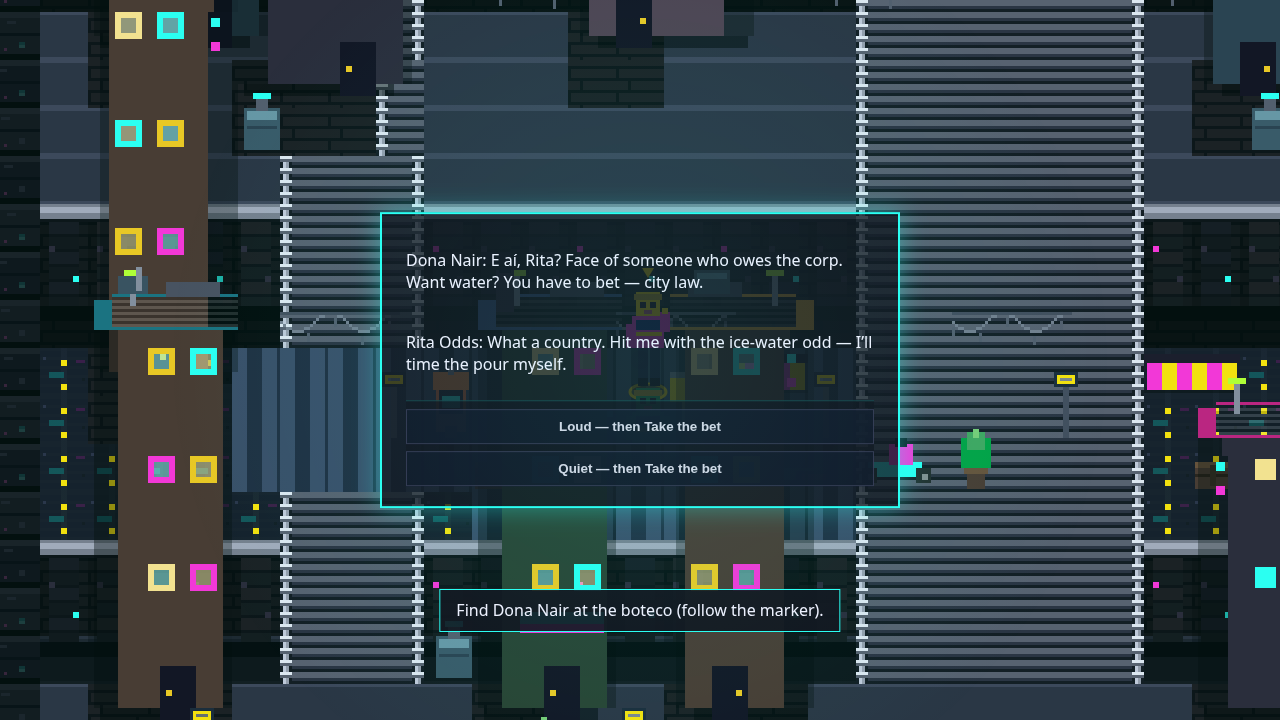 Dona Nair: E aí, Rita? Face of someone who owes the corp.
Want water? You have to bet — city law.
Rita Odds: What a country. Hit me with the ice-water odd — I’ll
time the pour myself.
Loud — then Take the bet
Quiet — then Take the bet
Find Dona Nair at the boteco (follow the marker).